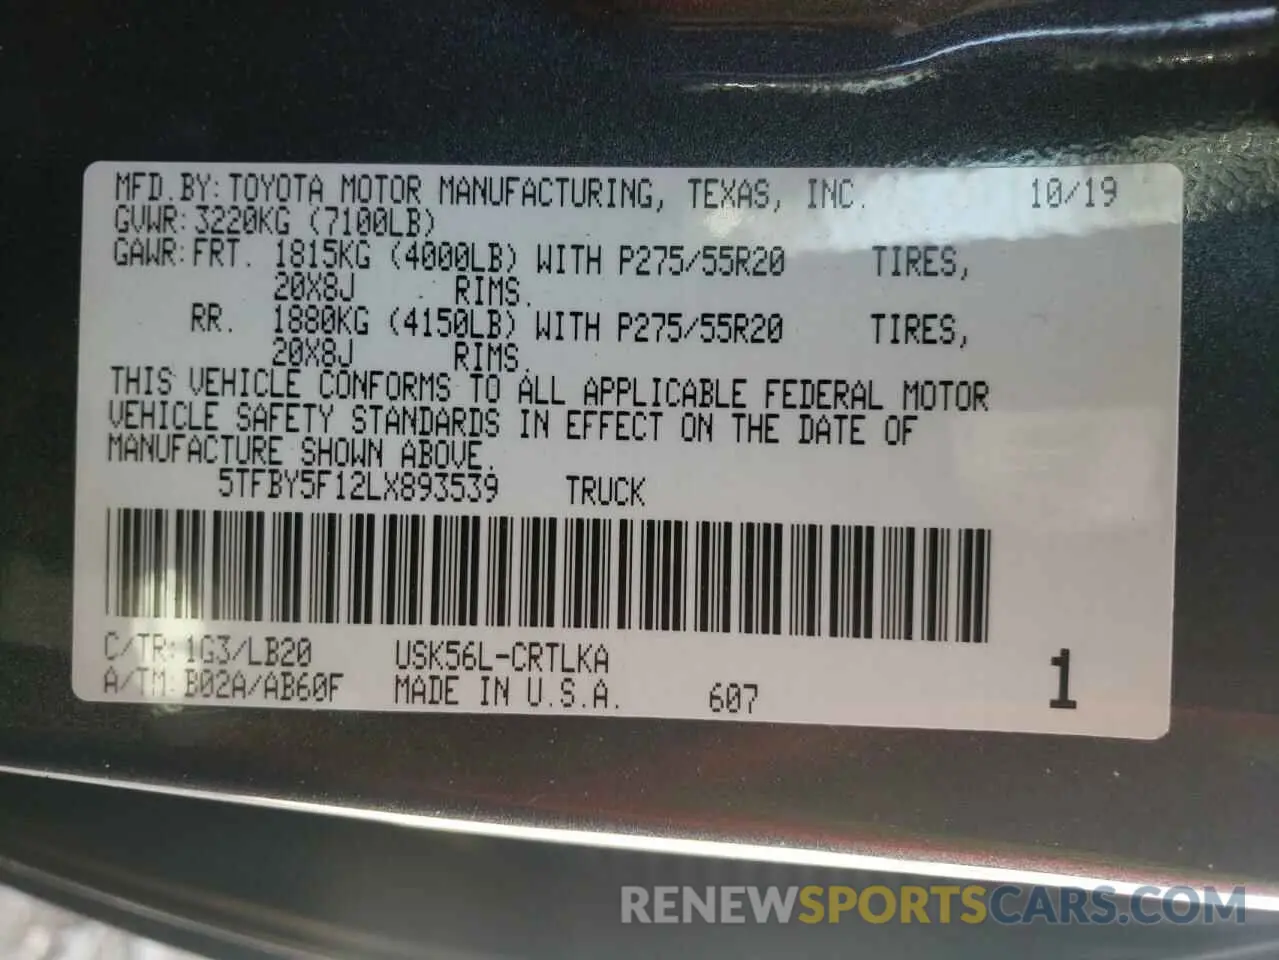 MFD.BY: TOYOTA MOTOR MANUFACTURING, TEXAS, INC. 10/19
GVWR: 3220KG (7100LB)
GAWR: FRT. 1815KG (4000LB) WITH P275/55R20 TIRES,
20X8J RIMS.
RR. 1880KG (4150LB) WITH P275/55R20 TIRES,
20X8J RIMS.
THIS VEHICLE CONFORMS TO ALL APPLICABLE FEDERAL MOTOR
VEHICLE SAFETY STANDARDS IN EFFECT ON THE DATE OF
MANUFACTURE SHOWN ABOVE.
5TFBY5F12LX893539 TRUCK
C/TR: 1G3/LB20 USK56L-CRTLKA
A/TM: B02A/AB60F MADE IN U.S.A. 607 1
RENEWSPORTSCARS.COM